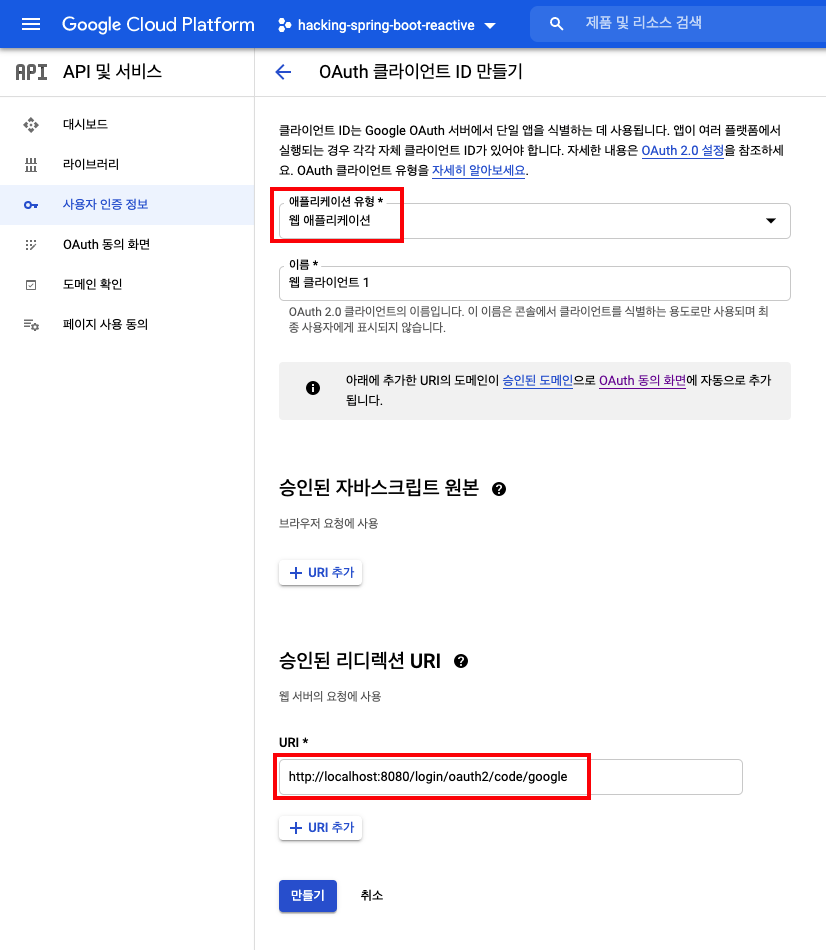 Google Cloud Platform
hacking-spring-boot-reactive
제품 및 리소스 검색
API
API 및 서비스
대시보드
라이브러리
사용자 인증 정보
OAuth 동의 화면
도메인 확인
페이지 사용 동의
OAuth 클라이언트 ID 만들기
클라이언트 ID는 Google OAuth 서버에서 단일 앱을 식별하는 데 사용됩니다. 앱이 여러 플랫폼에서
실행되는 경우 각각 자체 클라이언트 ID가 있어야 합니다. 자세한 내용은 OAuth 2.0 설정을 참조하세
요. OAuth 클라이언트 유형을 자세히 알아보세요.
애플리케이션 유형 *
웹 애플리케이션
이름 *
웹 클라이언트 1
OAuth 2.0 클라이언트의 이름입니다. 이 이름은 콘솔에서 클라이언트를 식별하는 용도로만 사용되며 최
종 사용자에게 표시되지 않습니다.
아래에 추가한 URI의 도메인이 승인된 도메인으로 OAuth 동의 화면에 자동으로 추가
됩니다.
승인된 자바스크립트 원본
브라우저 요청에 사용
URI 추가
승인된 리디렉션 URI
웹 서버의 요청에 사용
URI *
http://localhost:8080/login/oauth2/code/google
URI 추가
만들기
취소